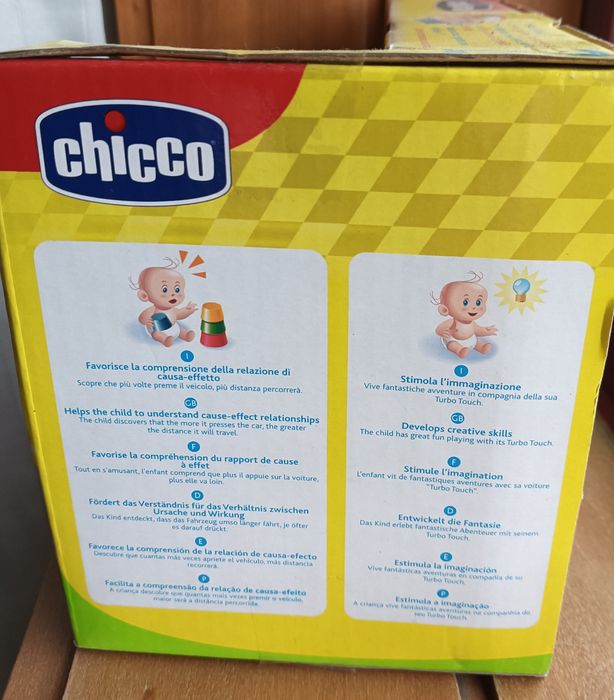 chicco
I
Favorisce la comprensione della relazione di
causa-effetto
Scopre che più volte preme il veicolo, più distanza percorrerà.
GB
Helps the child to understand cause-effect relationships
The child discovers that the more it presses the car, the greater
the distance it will travel.
F
Favorise la compréhension du rapport de cause
à effet
Tout en s'amusant, l'enfant comprend que plus il appuie sur la voiture,
plus elle va loin.
D
Fördert das Verständnis für das Verhältnis zwischen
Ursache und Wirkung
Das Kind entdeckt, dass das Fahrzeug umso länger fährt, je öfter
es darauf drückt.
E
Favorece la comprensión de la relación de causa-efecto
Descubre que cuantas más veces apriete el vehículo, más distancia
recorrerá.
P
Facilita a compreensão da relação de causa-efeito
A criança descobre que quantas mais vezes premir o veículo,
maior será a distância percorrida.
I
Stimola l'immaginazione
Vive fantastiche avventure in compagnia della sua
Turbo Touch.
GB
Develops creative skills
The child has great fun playing with its Turbo Touch.
F
Stimule l'imagination
L'enfant vit de fantastiques aventures avec sa voiture
"Turbo Touch"
D
Entwickelt die Fantasie
Das Kind erlebt fantastische Abenteuer mit seinem
Turbo Touch.
E
Estimula la imaginación
Vive fantásticas aventuras en compañía de su
Turbo Touch.
P
Estimula a imaginação
A criança vive fantásticas aventuras na companhia do
seu Turbo Touch.